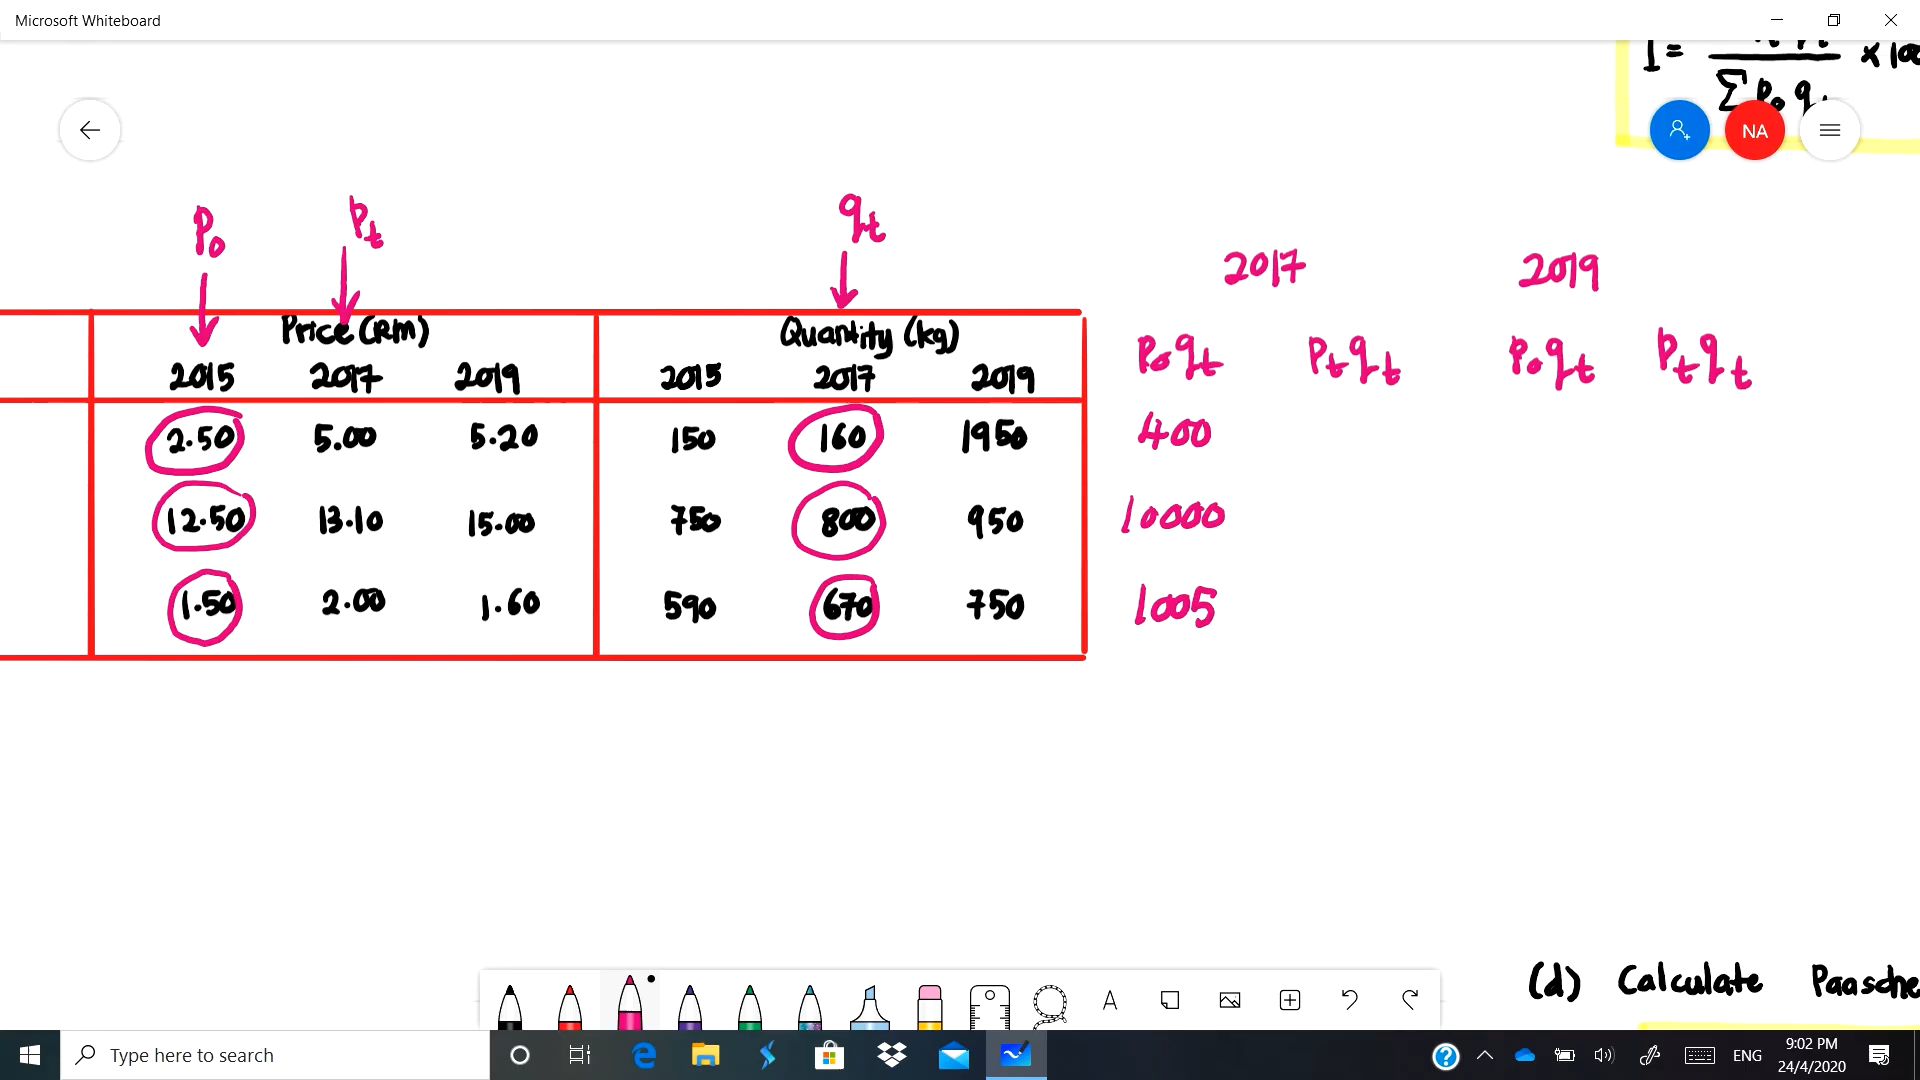 Microsoft Whiteboard
I = × 100
Σ P₀ qₜ
NA
P₀ Pₜ qₜ
2017 2019
Price (RM) Quantity (kg)
P₀qₜ Pₜqₜ P₀qₜ Pₜqₜ
2015 2017 2019 2015 2017 2019
2.50 5.00 5.20 150 160 1950 400
12.50 13.10 15.00 750 800 950 10000
1.50 2.00 1.60 590 670 750 1005
(d) Calculate Paasche
Type here to search
ENG
9:02 PM
24/4/2020